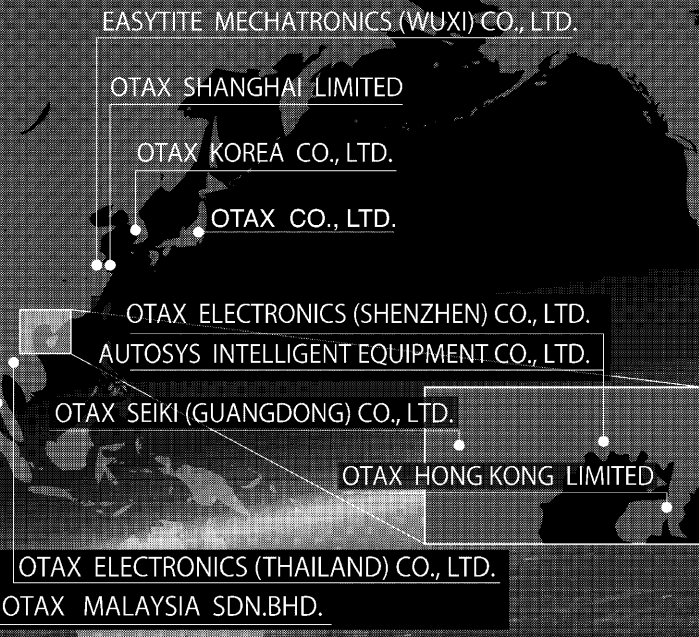 EASYTITE MECHATRONICS (WUXI) CO., LTD.
OTAX SHANGHAI LIMITED
OTAX KOREA CO., LTD.
OTAX CO., LTD.
OTAX ELECTRONICS (SHENZHEN) CO., LTD.
AUTOSYS INTELLIGENT EQUIPMENT CO., LTD.
OTAX SEIKI (GUANGDONG) CO., LTD.
OTAX HONG KONG LIMITED
OTAX ELECTRONICS (THAILAND) CO., LTD.
OTAX MALAYSIA SDN.BHD.